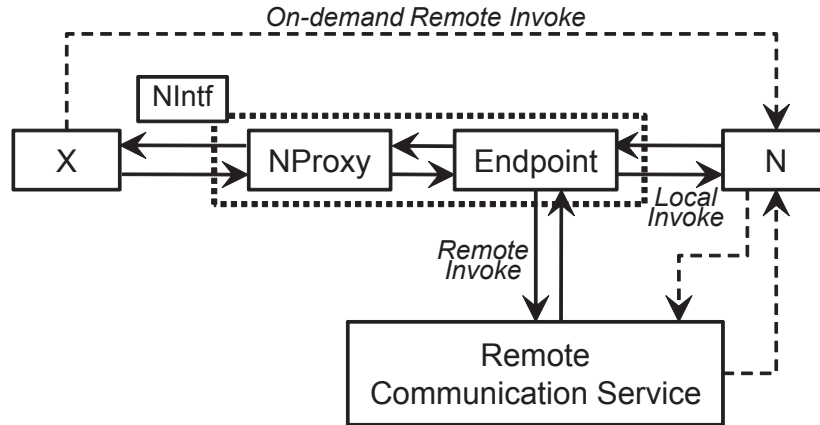 On-demand Remote Invoke
NIntf
X
NProxy
Endpoint
N
Local
Invoke
Remote
Invoke
Remote
Communication Service